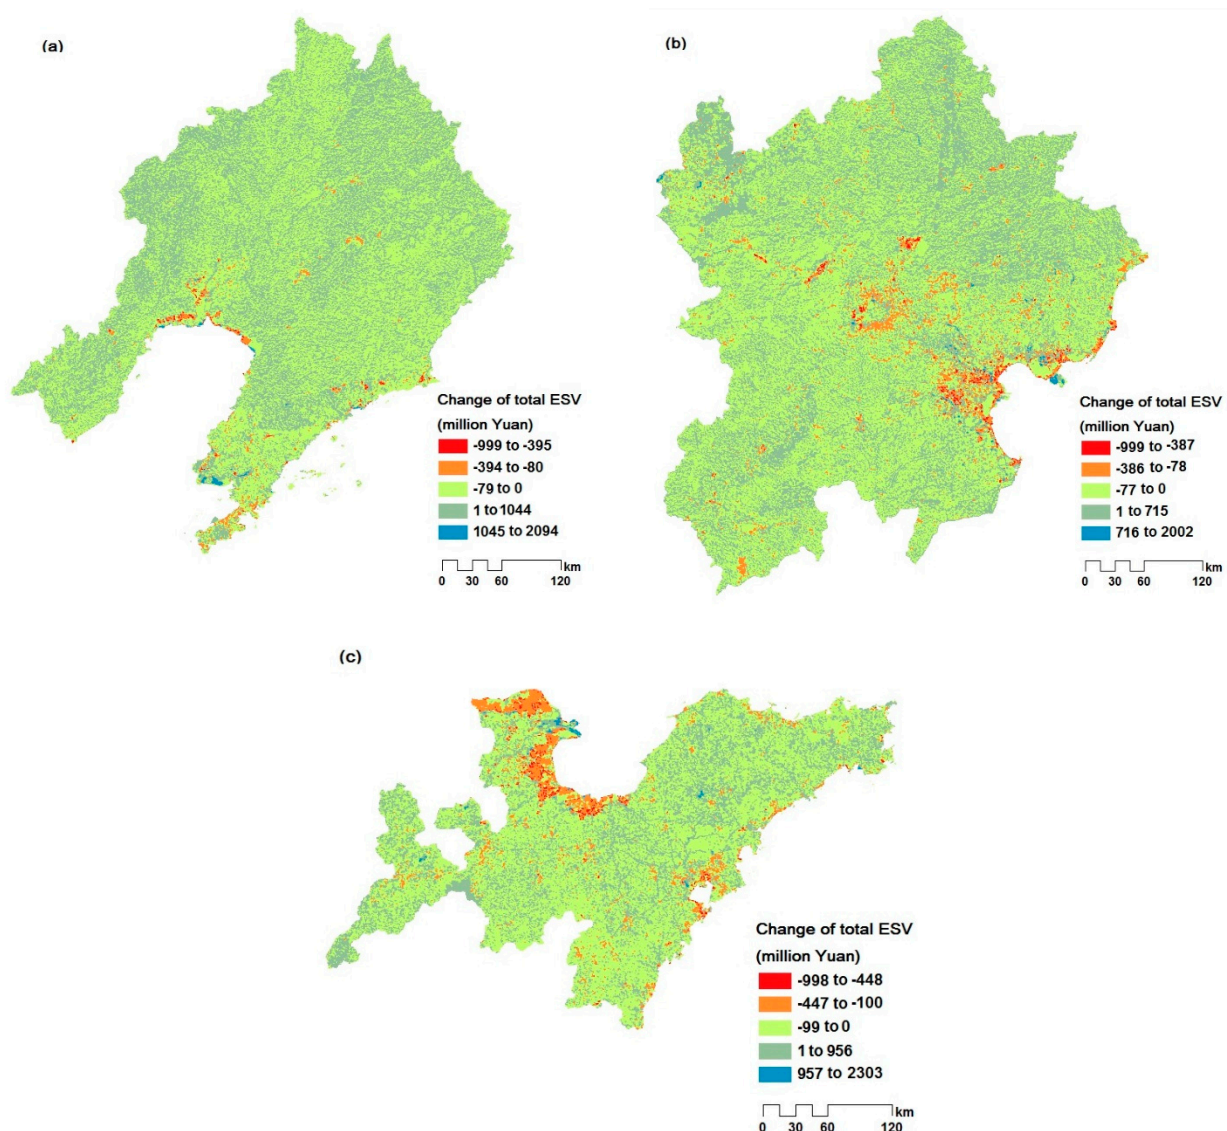 (a)
Change of total ESV
(million Yuan)
-999 to -395
-394 to -80
-79 to 0
1 to 1044
1045 to 2094
km
0 30 60 120
(b)
Change of total ESV
(million Yuan)
-999 to -387
-386 to -78
-77 to 0
1 to 715
716 to 2002
km
0 30 60 120
(c)
Change of total ESV
(million Yuan)
-998 to -448
-447 to -100
-99 to 0
1 to 956
957 to 2303
km
0 30 60 120